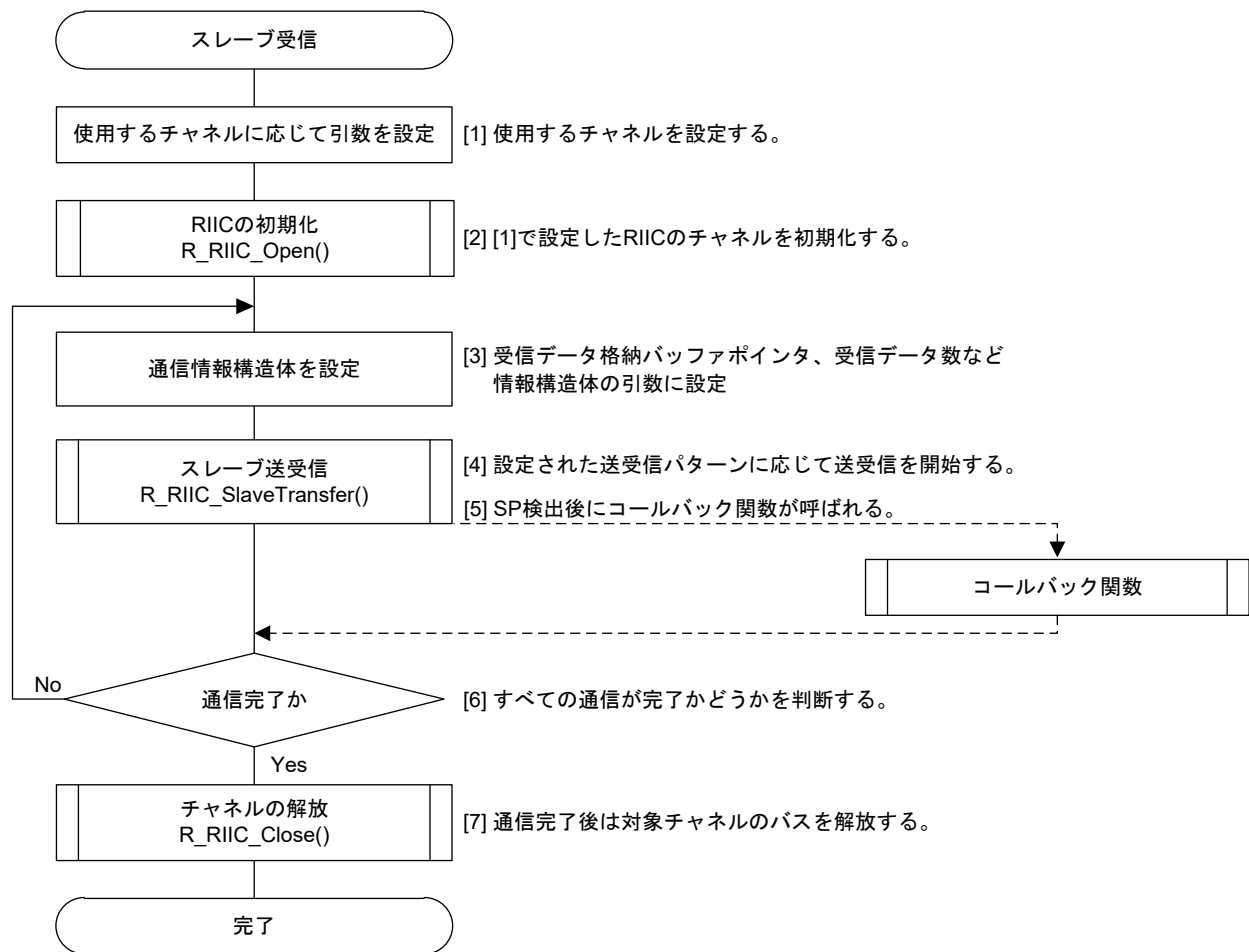 スレーブ受信
使用するチャネルに応じて引数を設定
[1] 使用するチャネルを設定する。
RIICの初期化
R_RIIC_Open()
[2] [1]で設定したRIICのチャネルを初期化する。
通信情報構造体を設定
[3] 受信データ格納バッファポインタ、受信データ数など
情報構造体の引数に設定
スレーブ送受信
R_RIIC_SlaveTransfer()
[4] 設定された送受信パターンに応じて送受信を開始する。
[5] SP検出後にコールバック関数が呼ばれる。
コールバック関数
No
通信完了か
[6] すべての通信が完了かどうかを判断する。
Yes
チャネルの解放
R_RIIC_Close()
[7] 通信完了後は対象チャネルのバスを解放する。
完了